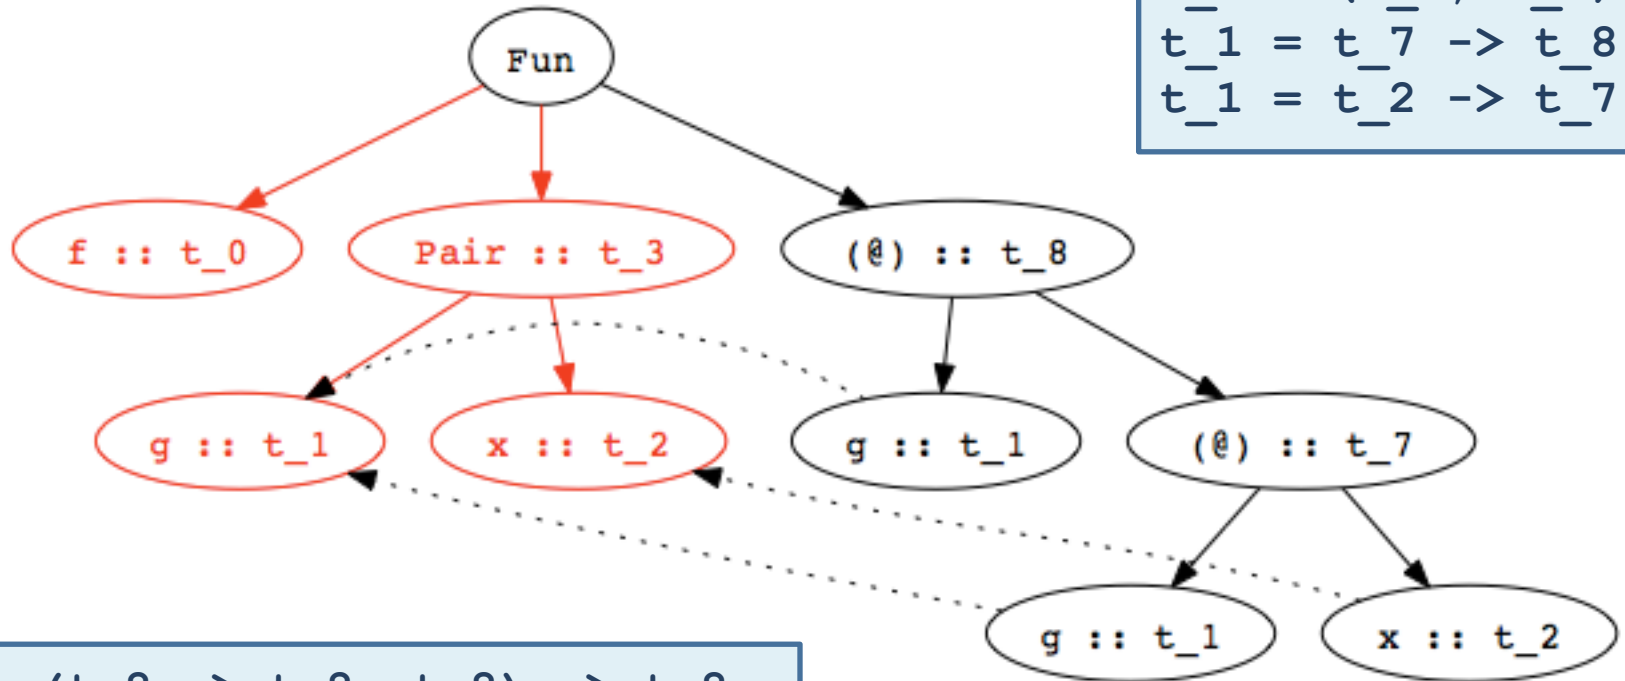 Fun
t_1 = t_7 -> t_8
t_1 = t_2 -> t_7
f :: t_0
Pair :: t_3
(@) :: t_8
g :: t_1
x :: t_2
g :: t_1
(@) :: t_7
g :: t_1
x :: t_2